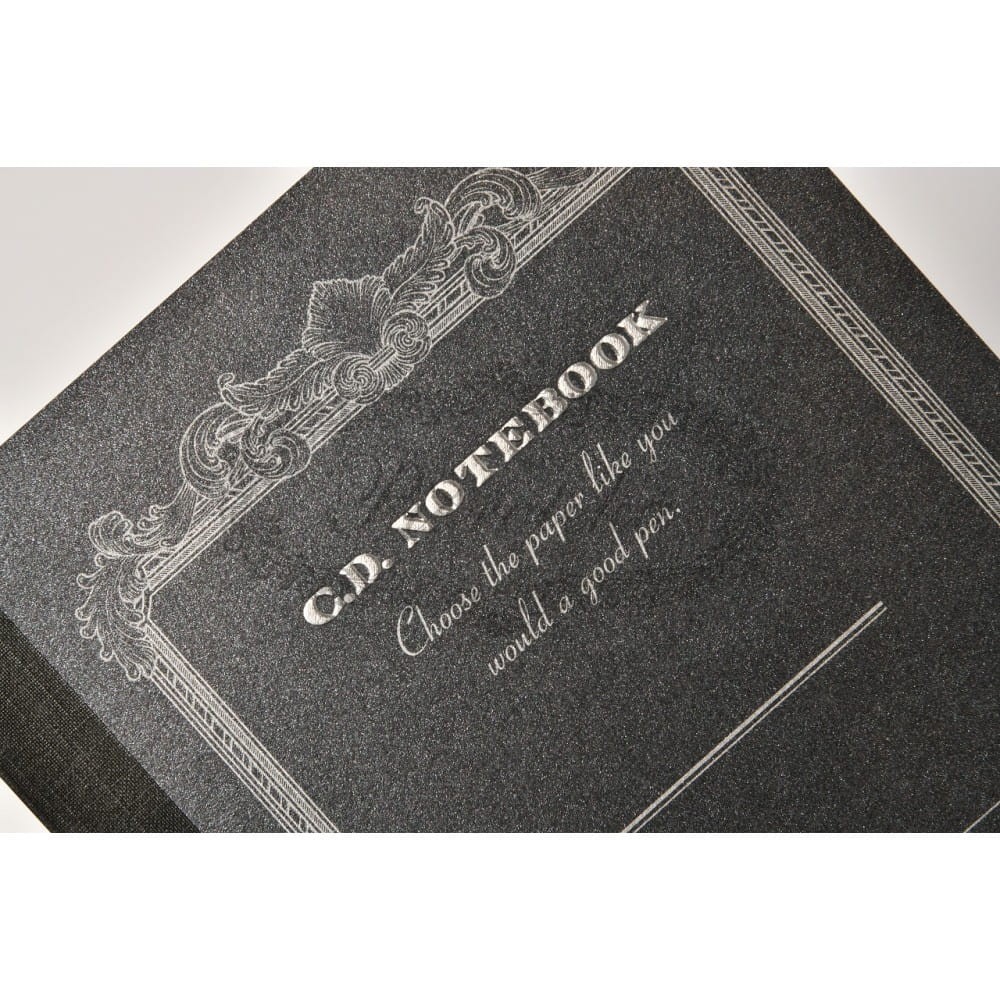 C.D. NOTEBOOK
Choose the paper like you
would a good pen.